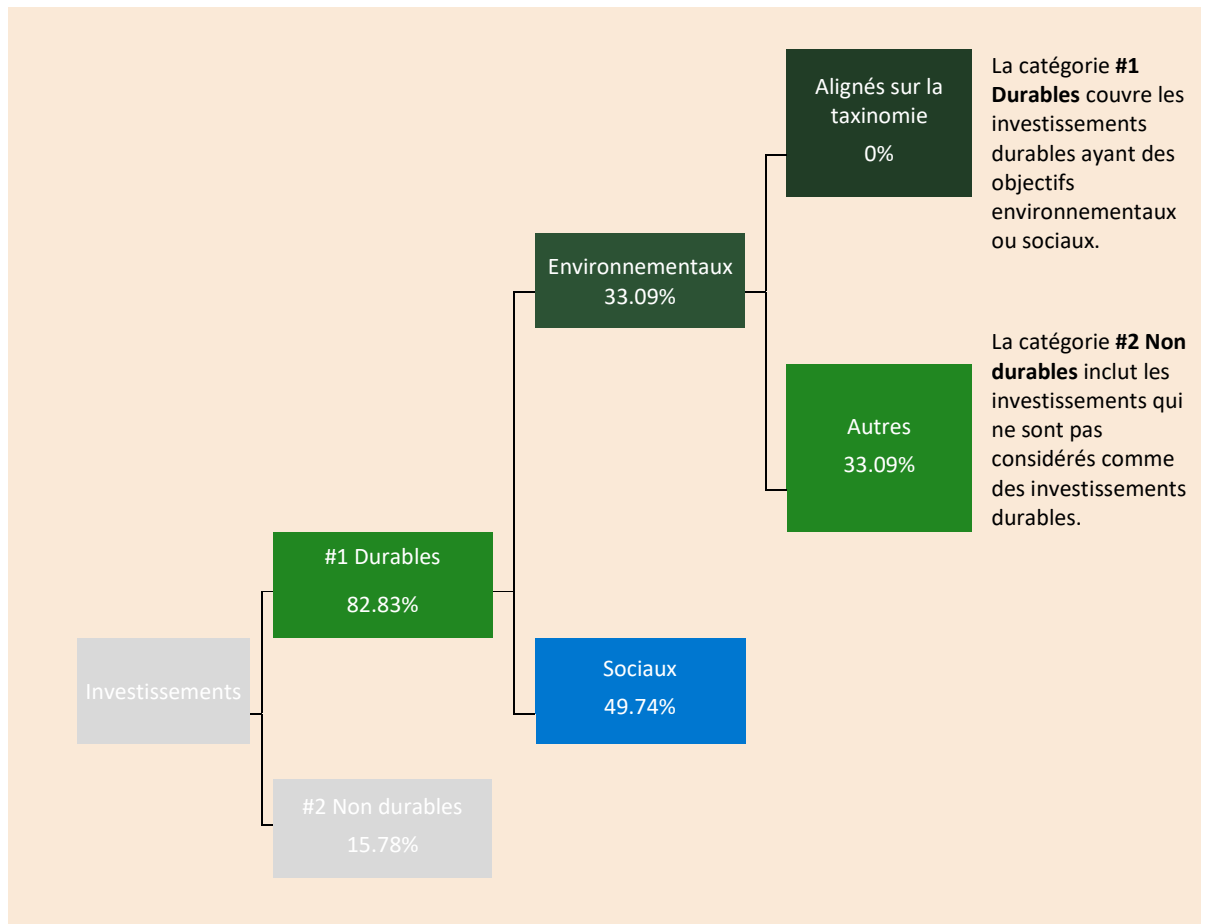 Alignés sur la
taxinomie
0%
La catégorie #1
Durables couvre les
investissements
durables ayant des
objectifs
environnementaux
ou sociaux.
Environnementaux
33.09%
La catégorie #2 Non
durables inclut les
investissements qui
ne sont pas
considérés comme
des investissements
durables.
Autres
33.09%
#1 Durables
82.83%
Sociaux
49.74%
Investissements
#2 Non durables
15.78%